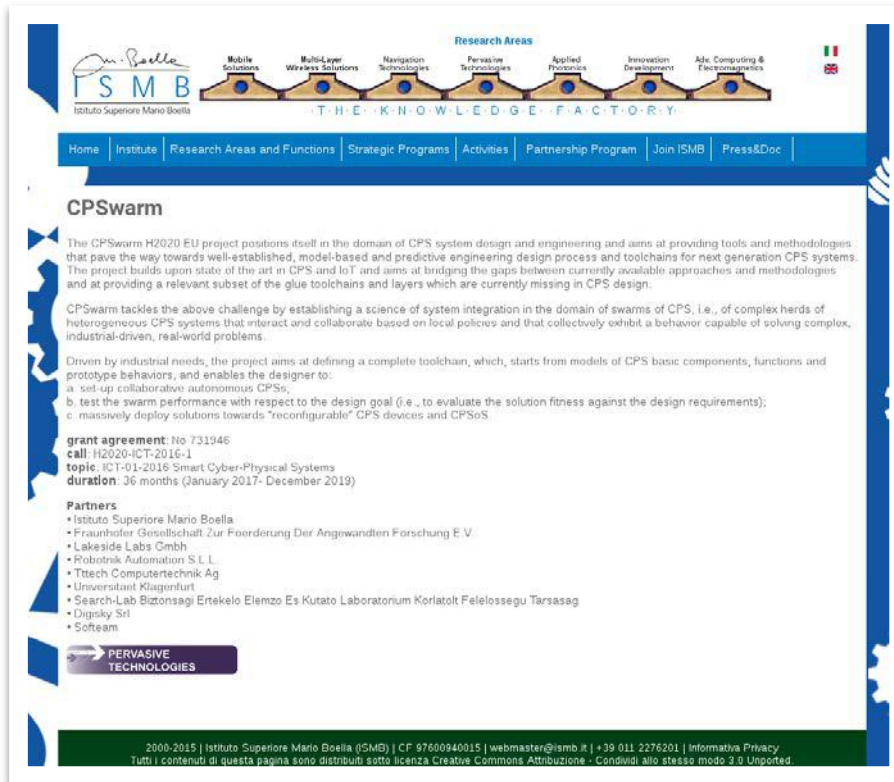 Research Areas
m. Boella
ISMB
Istituto Superiore Mario Boella
Mobile Solutions
Multi-Layer Wireless Solutions
Navigation Technologies
Pervasive Technologies
Applied Photonics
Innovation Development
Adv. Computing & Electromagnetics
·T·H·E· ·K·N·O·W·L·E·D·G·E· ·F·A·C·T·O·R·Y·
Home | Institute | Research Areas and Functions | Strategic Programs | Activities | Partnership Program | Join ISMB | Press&Doc |
CPSwarm
The CPSwarm H2020 EU project positions itself in the domain of CPS system design and engineering and aims at providing tools and methodologies
that pave the way towards well-established, model-based and predictive engineering design process and toolchains for next generation CPS systems.
The project builds upon state of the art in CPS and IoT and aims at bridging the gaps between currently available approaches and methodologies
and at providing a relevant subset of the glue toolchains and layers which are currently missing in CPS design.
CPSwarm tackles the above challenge by establishing a science of system integration in the domain of swarms of CPS, i.e., of complex herds of
heterogeneous CPS systems that interact and collaborate based on local policies and that collectively exhibit a behavior capable of solving complex,
industrial-driven, real-world problems.
Driven by industrial needs, the project aims at defining a complete toolchain, which, starts from models of CPS basic components, functions and
prototype behaviors, and enables the designer to:
a. set-up collaborative autonomous CPSs;
b. test the swarm performance with respect to the design goal (i.e., to evaluate the solution fitness against the design requirements);
c. massively deploy solutions towards "reconfigurable" CPS devices and CPSoS.
grant agreement: No 731946
call: H2020-ICT-2016-1
topic: ICT-01-2016 Smart Cyber-Physical Systems
duration: 36 months (January 2017- December 2019)
Partners
• Istituto Superiore Mario Boella
• Fraunhofer Gesellschaft Zur Foerderung Der Angewandten Forschung E.V.
• Lakeside Labs Gmbh
• Robotnik Automation S.L.L.
• Tttech Computertechnik Ag
• Universitaet Klagenfurt
• Search-Lab Biztonsagi Ertekelo Elemzo Es Kutato Laboratorium Korlatolt Felelossegu Tarsasag
• Digisky Srl
• Softeam
PERVASIVE
TECHNOLOGIES
2000-2015 | Istituto Superiore Mario Boella (ISMB) | CF 97600940015 | webmaster@ismb.it | +39 011 2276201 | Informativa Privacy
Tutti i contenuti di questa pagina sono distribuiti sotto licenza Creative Commons Attribuzione - Condividi allo stesso modo 3.0 Unported.